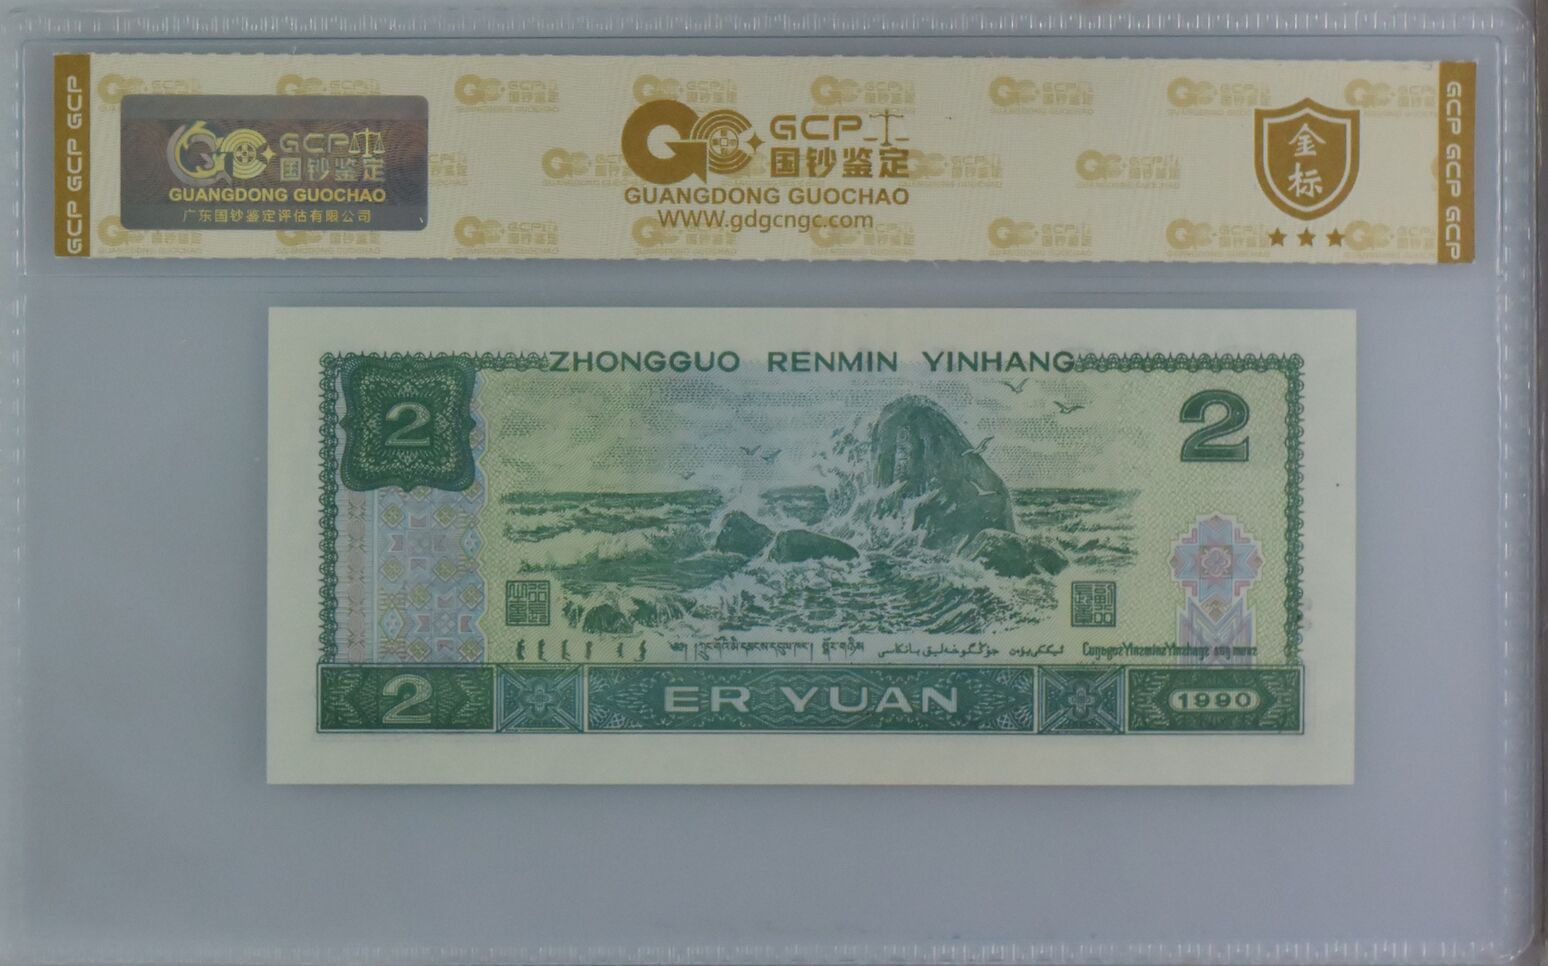 GCP GCP GCP
GCP 国钞鉴定
GUANGDONG GUOCHAO
广东国钞鉴定评估有限公司
GCP
国钞鉴定
GUANGDONG GUOCHAO
WWW.gdgcngc.com
金标
GCP GCP GCP
ZHONGGUO RENMIN YINHANG
2
2
2
ER YUAN
1990